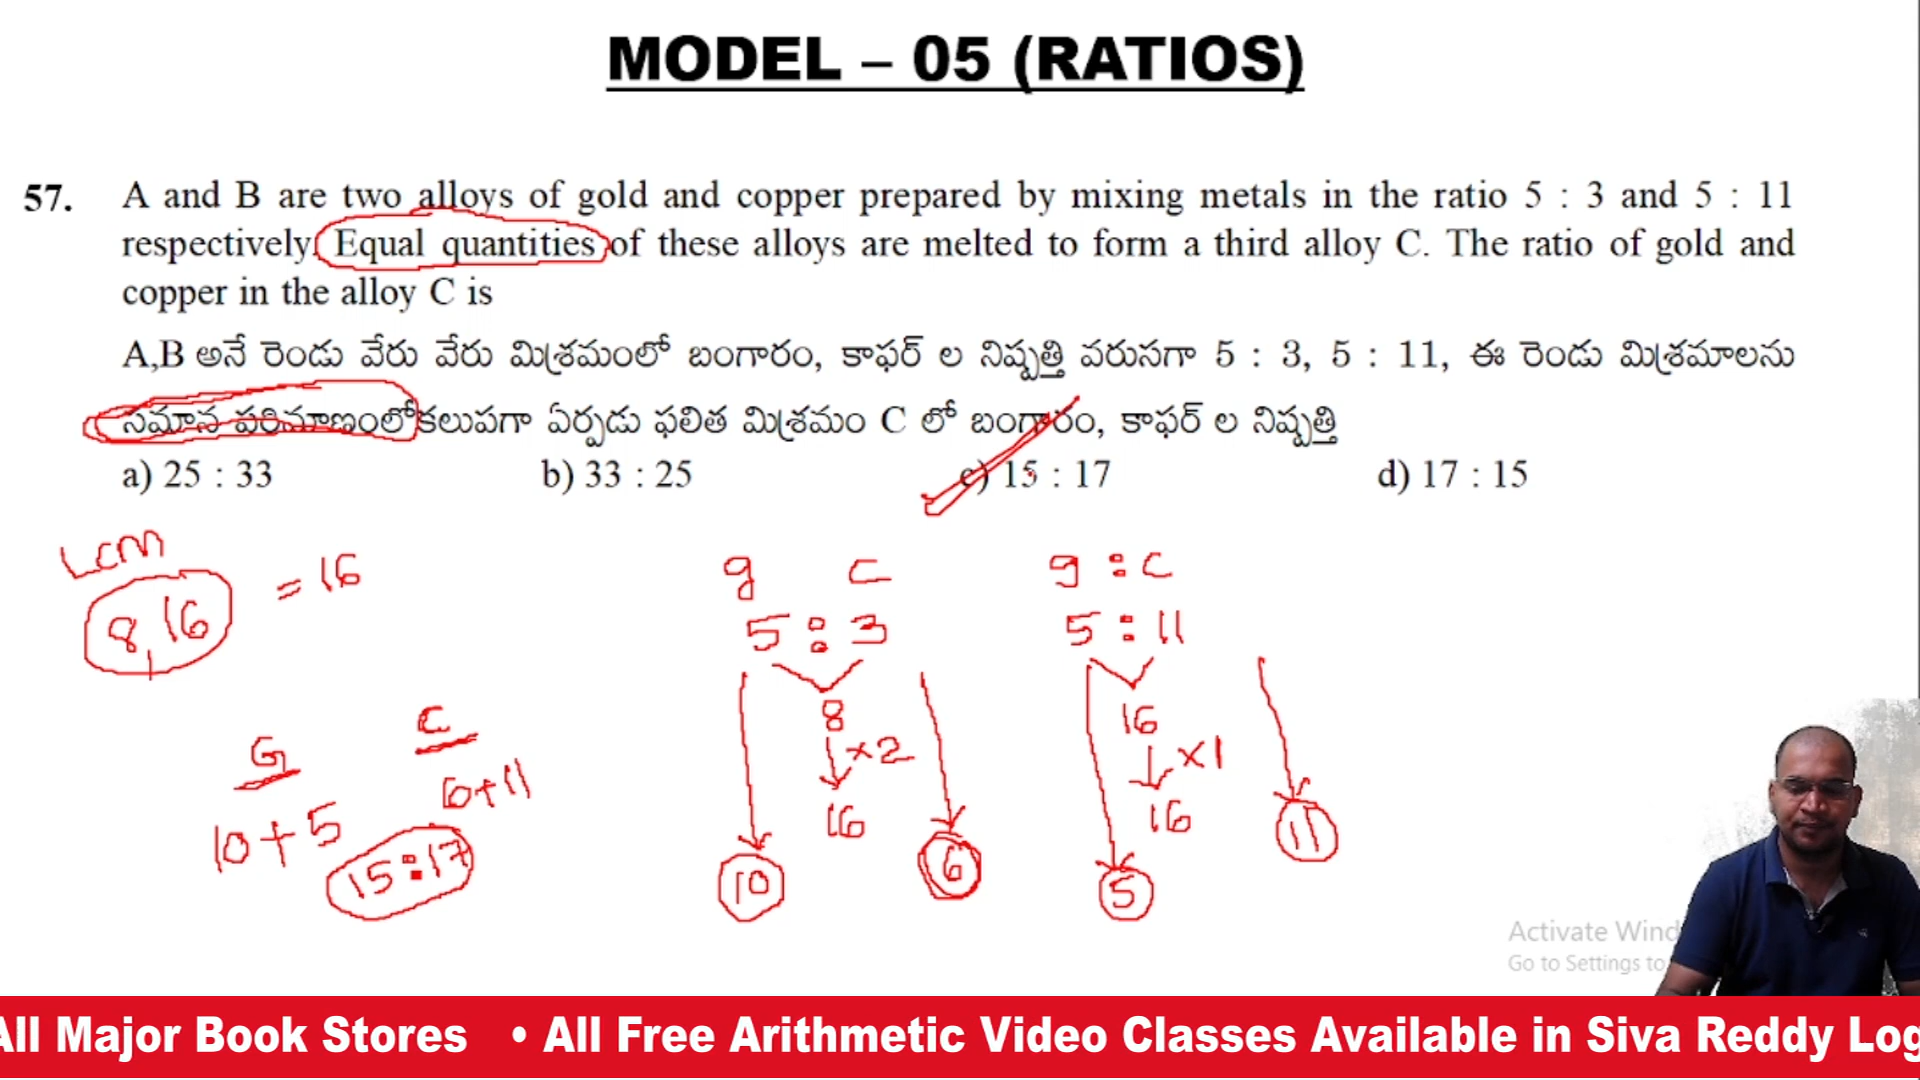 MODEL – 05 (RATIOS)
57. A and B are two alloys of gold and copper prepared by mixing metals in the ratio 5 : 3 and 5 : 11
respectively. Equal quantities of these alloys are melted to form a third alloy C. The ratio of gold and
copper in the alloy C is
A,B అనే రెండు వేరు వేరు మిశ్రమంలో బంగారం, కాఫర్ ల నిష్పత్తి వరుసగా 5 : 3, 5 : 11, ఈ రెండు మిశ్రమాలను
సమాన పరిమాణంలో కలుపగా ఏర్పడు ఫలిత మిశ్రమం C లో బంగారం, కాఫర్ ల నిష్పత్తి
a) 25 : 33 b) 33 : 25 c) 15 : 17 d) 17 : 15
Lcm
8,16 = 16
g c
5 : 3
8
×2
16
10 6
g : c
5 : 11
16
×1
16
5 11
G C
10+5 6+11
15:17
Activate Wind
Go to Settings to
All Major Book Stores • All Free Arithmetic Video Classes Available in Siva Reddy Log